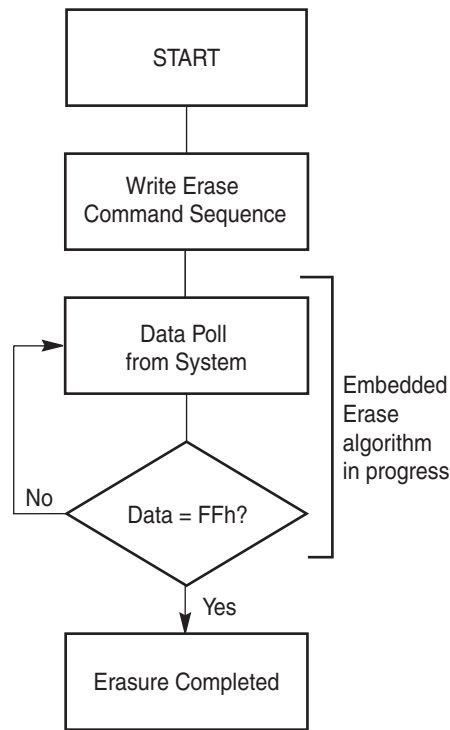 START
Write Erase
Command Sequence
Data Poll
from System
Embedded
Erase
algorithm
in progress
No
Data = FFh?
Yes
Erasure Completed